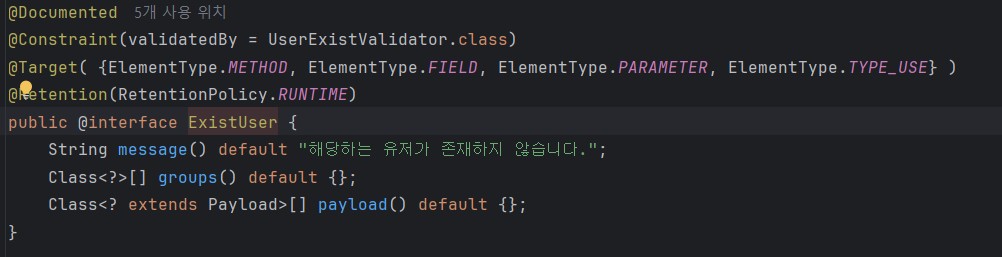 @Documented 5개 사용 위치
@Constraint(validatedBy = UserExistValidator.class)
@Target( {ElementType.METHOD, ElementType.FIELD, ElementType.PARAMETER, ElementType.TYPE_USE} )
@Retention(RetentionPolicy.RUNTIME)
public @interface ExistUser {
    String message() default "해당하는 유저가 존재하지 않습니다.";
    Class<?>[] groups() default {};
    Class<? extends Payload>[] payload() default {};
}